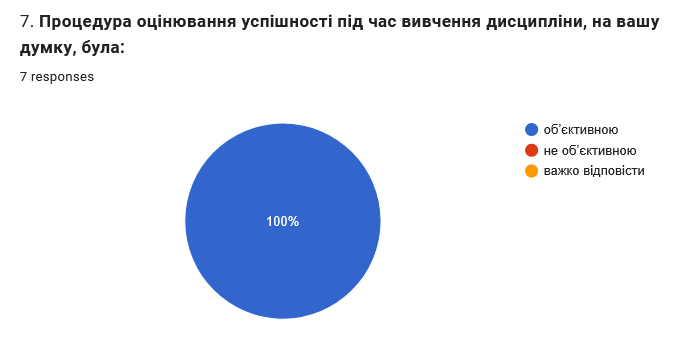 7. Процедура оцінювання успішності під час вивчення дисципліни, на вашу
думку, була:
7 responses
об’єктивною
не об’єктивною
важко відповісти
100%